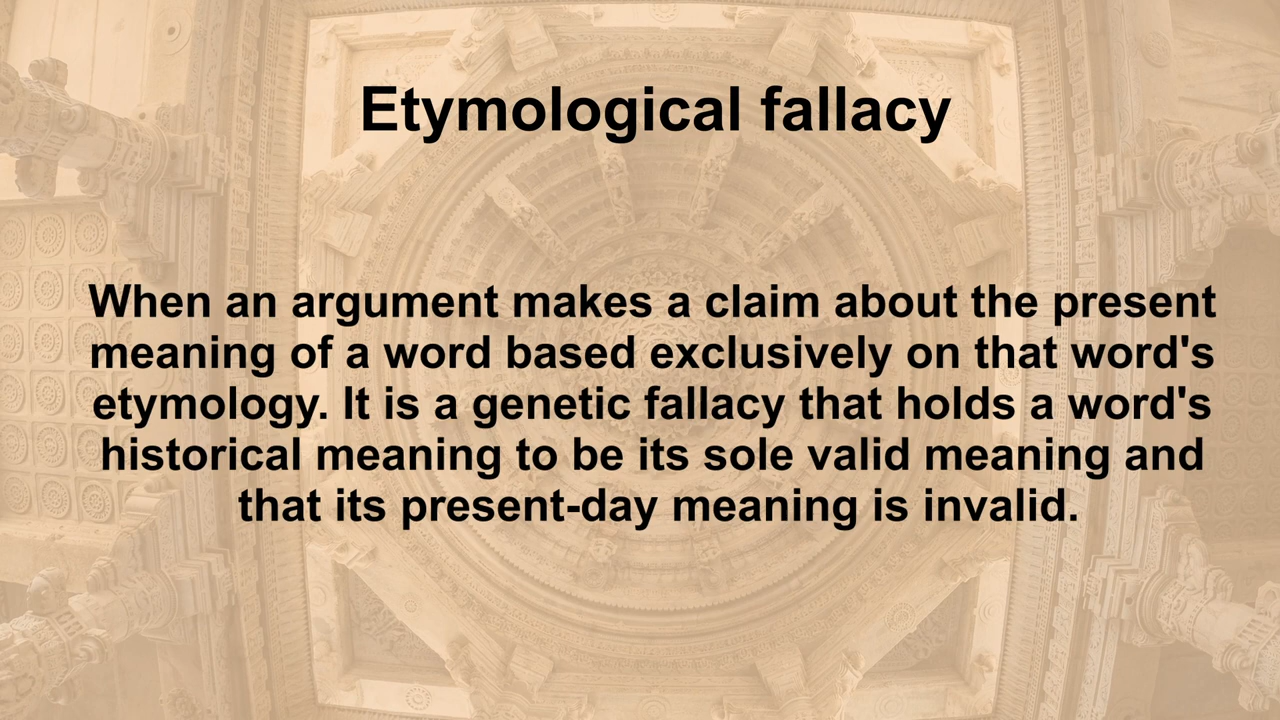 Etymological fallacy
When an argument makes a claim about the present
meaning of a word based exclusively on that word's
etymology. It is a genetic fallacy that holds a word's
historical meaning to be its sole valid meaning and
that its present-day meaning is invalid.